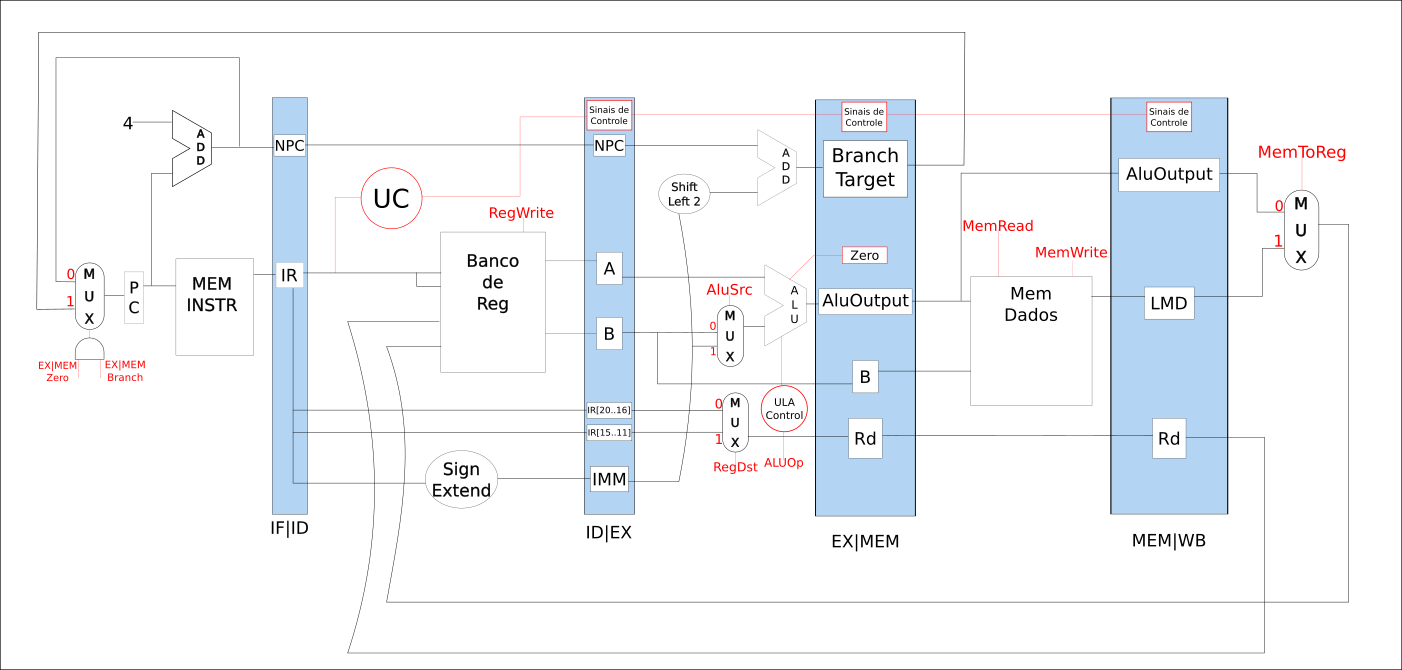 4
A
D
D
0
1
M
U
X
P
C
MEM
INSTR
EX|MEM
Zero
EX|MEM
Branch
NPC
IR
IF|ID
UC
RegWrite
Banco
de
Reg
Sign
Extend
Sinais de
Controle
NPC
A
B
IR[20..16]
IR[15..11]
IMM
ID|EX
Shift
Left 2
A
D
D
AluSrc
0
1
M
U
X
A
L
U
0
1
M
U
X
RegDst
ULA
Control
ALUOp
Sinais de
Controle
Branch
Target
Zero
AluOutput
B
Rd
EX|MEM
MemRead
MemWrite
Mem
Dados
Sinais de
Controle
AluOutput
LMD
Rd
MEM|WB
MemToReg
0
1
M
U
X